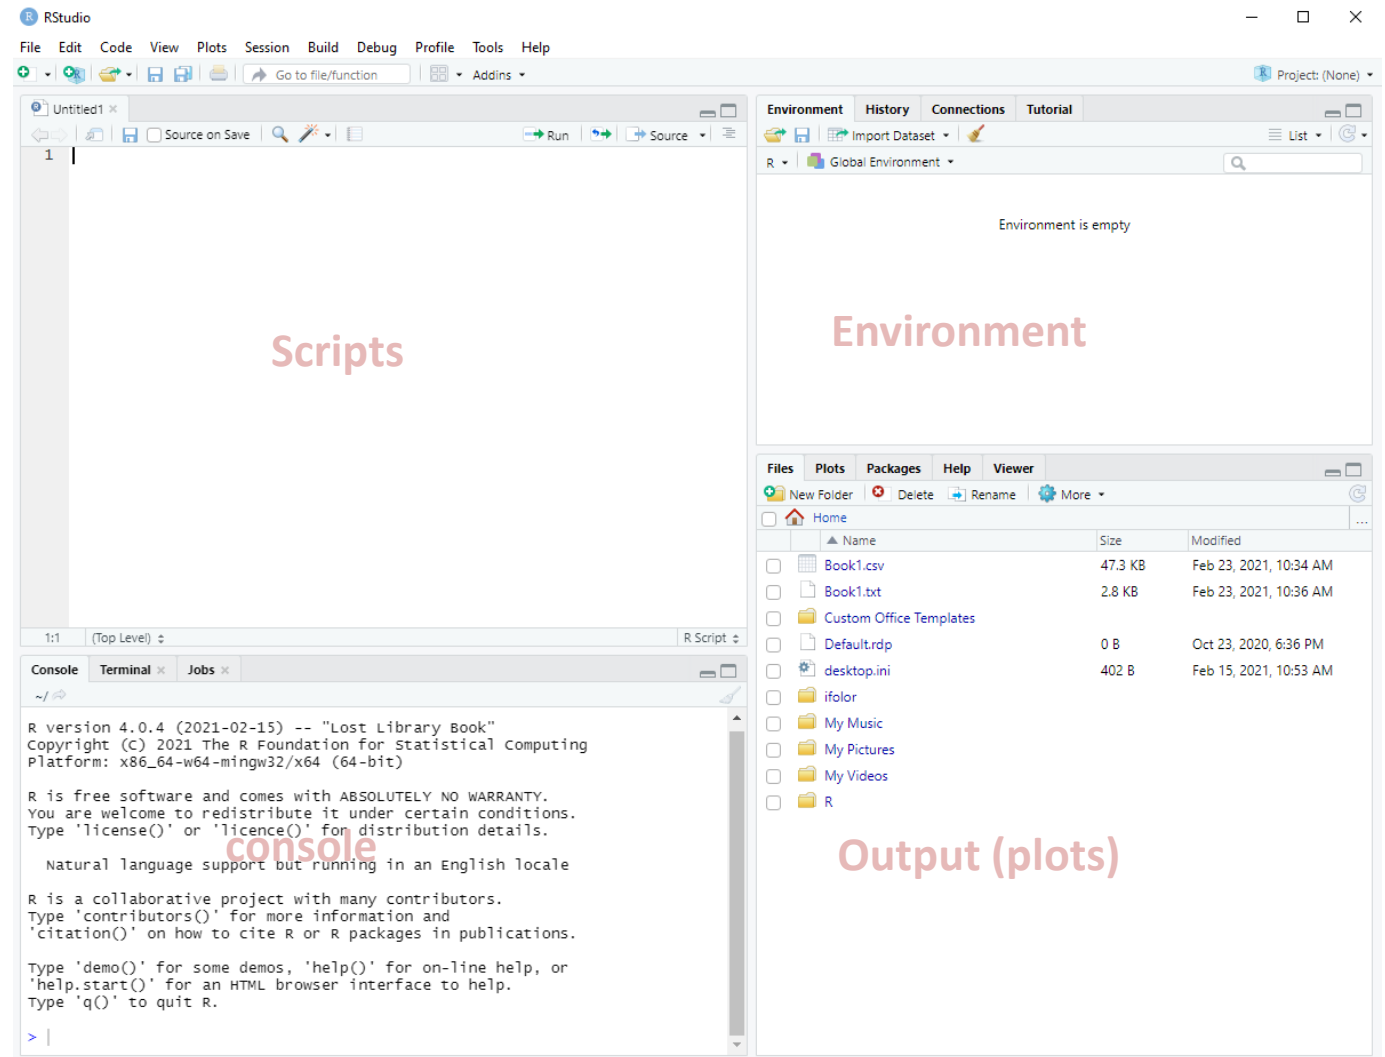 RStudio
File Edit Code View Plots Session Build Debug Profile Tools Help
Go to file/function Addins Project: (None)
Untitled1
Source on Save Run Source
1
Scripts
1:1 (Top Level) R Script
Console Terminal Jobs
~/
R version 4.0.4 (2021-02-15) -- "Lost Library Book"
Copyright (C) 2021 The R Foundation for Statistical Computing
Platform: x86_64-w64-mingw32/x64 (64-bit)
R is free software and comes with ABSOLUTELY NO WARRANTY.
You are welcome to redistribute it under certain conditions.
Type 'license()' or 'licence()' for distribution details.
console
Natural language support but running in an English locale
R is a collaborative project with many contributors.
Type 'contributors()' for more information and
'citation()' on how to cite R or R packages in publications.
Type 'demo()' for some demos, 'help()' for on-line help, or
'help.start()' for an HTML browser interface to help.
Type 'q()' to quit R.
>
Environment History Connections Tutorial
Import Dataset List
R Global Environment
Environment is empty
Environment
Files Plots Packages Help Viewer
New Folder Delete Rename More
Home ...
Name Size Modified
Book1.csv 47.3 KB Feb 23, 2021, 10:34 AM
Book1.txt 2.8 KB Feb 23, 2021, 10:36 AM
Custom Office Templates
Default.rdp 0 B Oct 23, 2020, 6:36 PM
desktop.ini 402 B Feb 15, 2021, 10:53 AM
ifolor
My Music
My Pictures
My Videos
R
Output (plots)